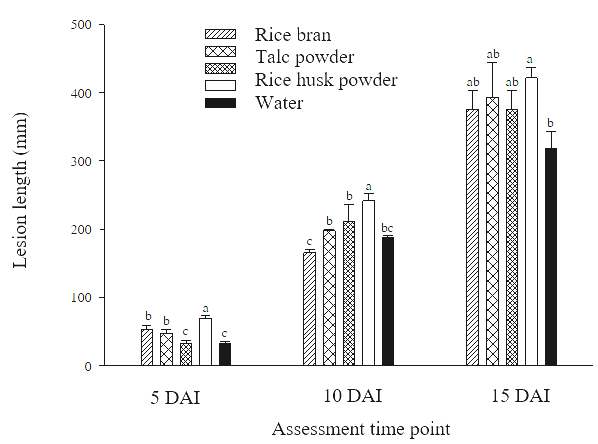 500
400
300
200
100
0
Lesion length (mm)
Rice bran
Talc powder
Rice husk powder
Water
b b c a c
c b b a bc
ab ab ab a b
5 DAI 10 DAI 15 DAI
Assessment time point